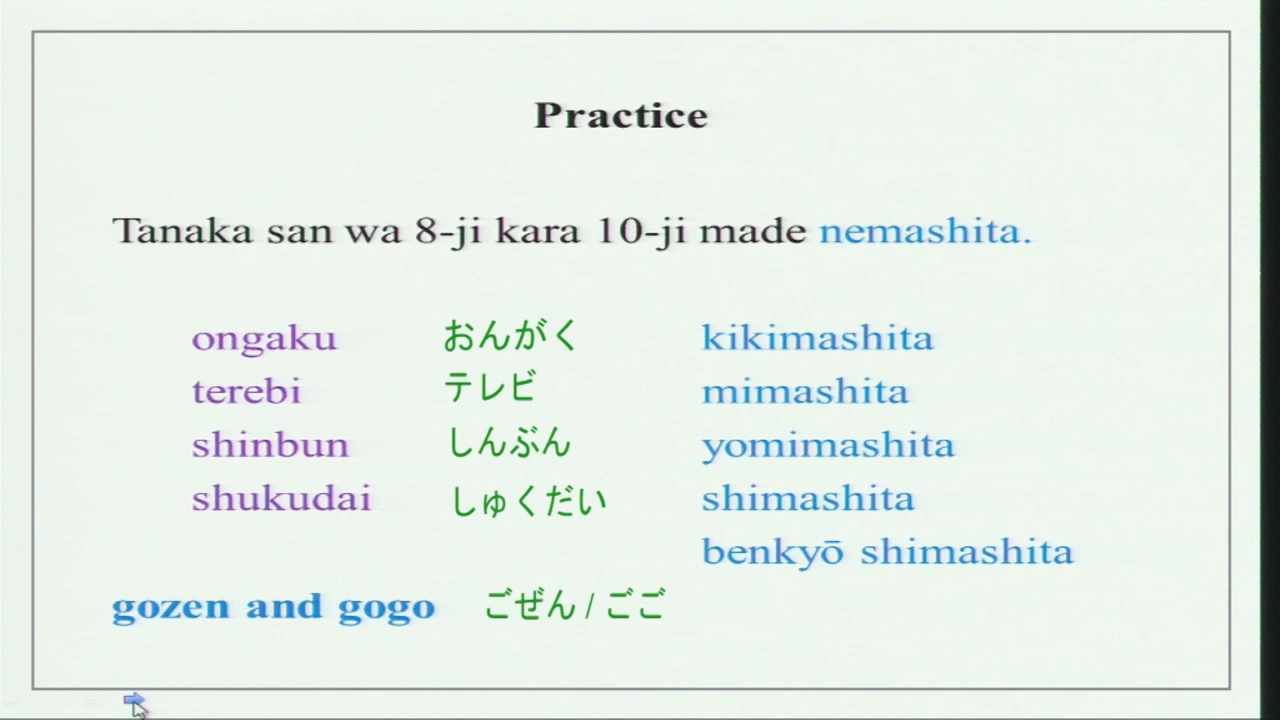 Practice
Tanaka san wa 8-ji kara 10-ji made nemashita.
ongaku おんがく kikimashita
terebi テレビ mimashita
shinbun しんぶん yomimashita
shukudai しゅくだい shimashita
benkyō shimashita
gozen and gogo ごぜん / ごご